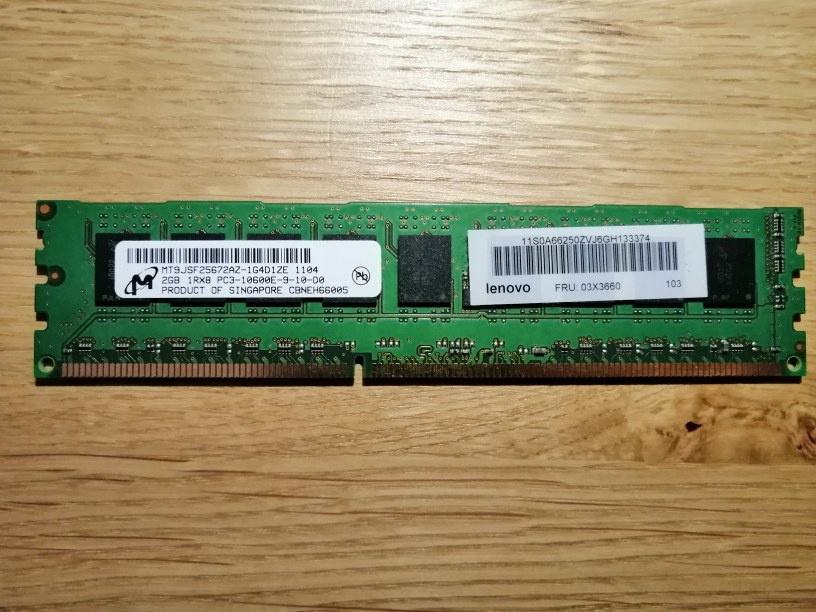 MT9JSF25672AZ-1G4D1ZE 1104
2GB 1RX8 PC3-10600E-9-10-D0
PRODUCT OF SINGAPORE CBNEH66005
Pb
11S0A66250ZVJ6GH133374
lenovo FRU: 03X3660 103